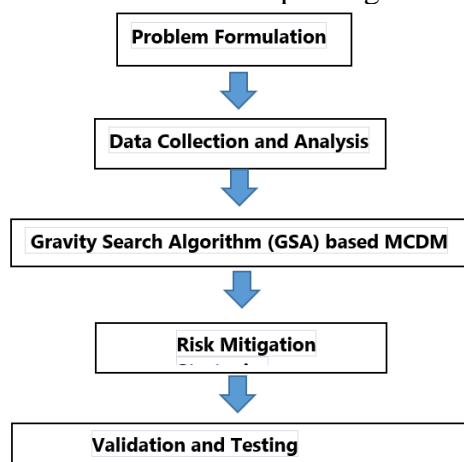 Problem Formulation
Data Collection and Analysis
Gravity Search Algorithm (GSA) based MCDM
Risk Mitigation
Validation and Testing